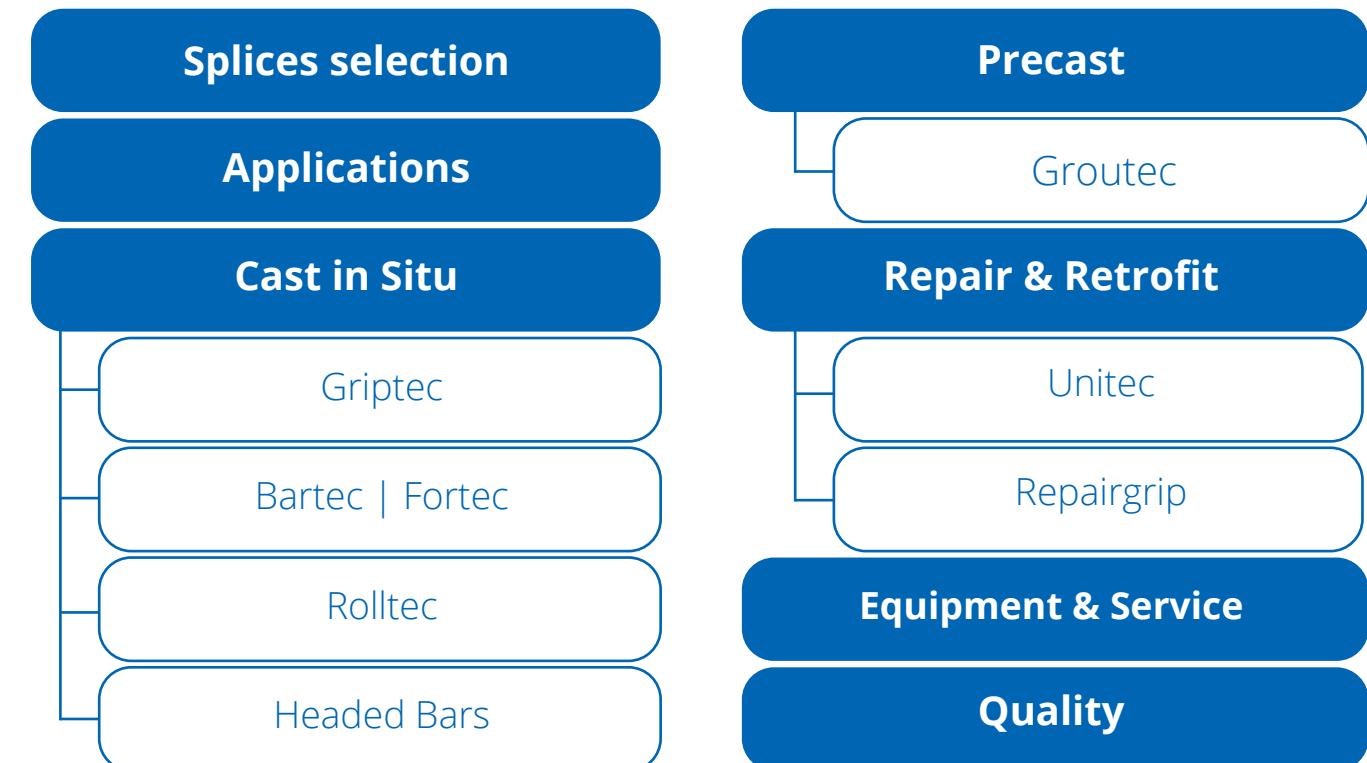 Splices selection
Applications
Cast in Situ
Griptec
Bartec | Fortec
Rolltec
Headed Bars
Precast
Groutec
Repair & Retrofit
Unitec
Repairgrip
Equipment & Service
Quality